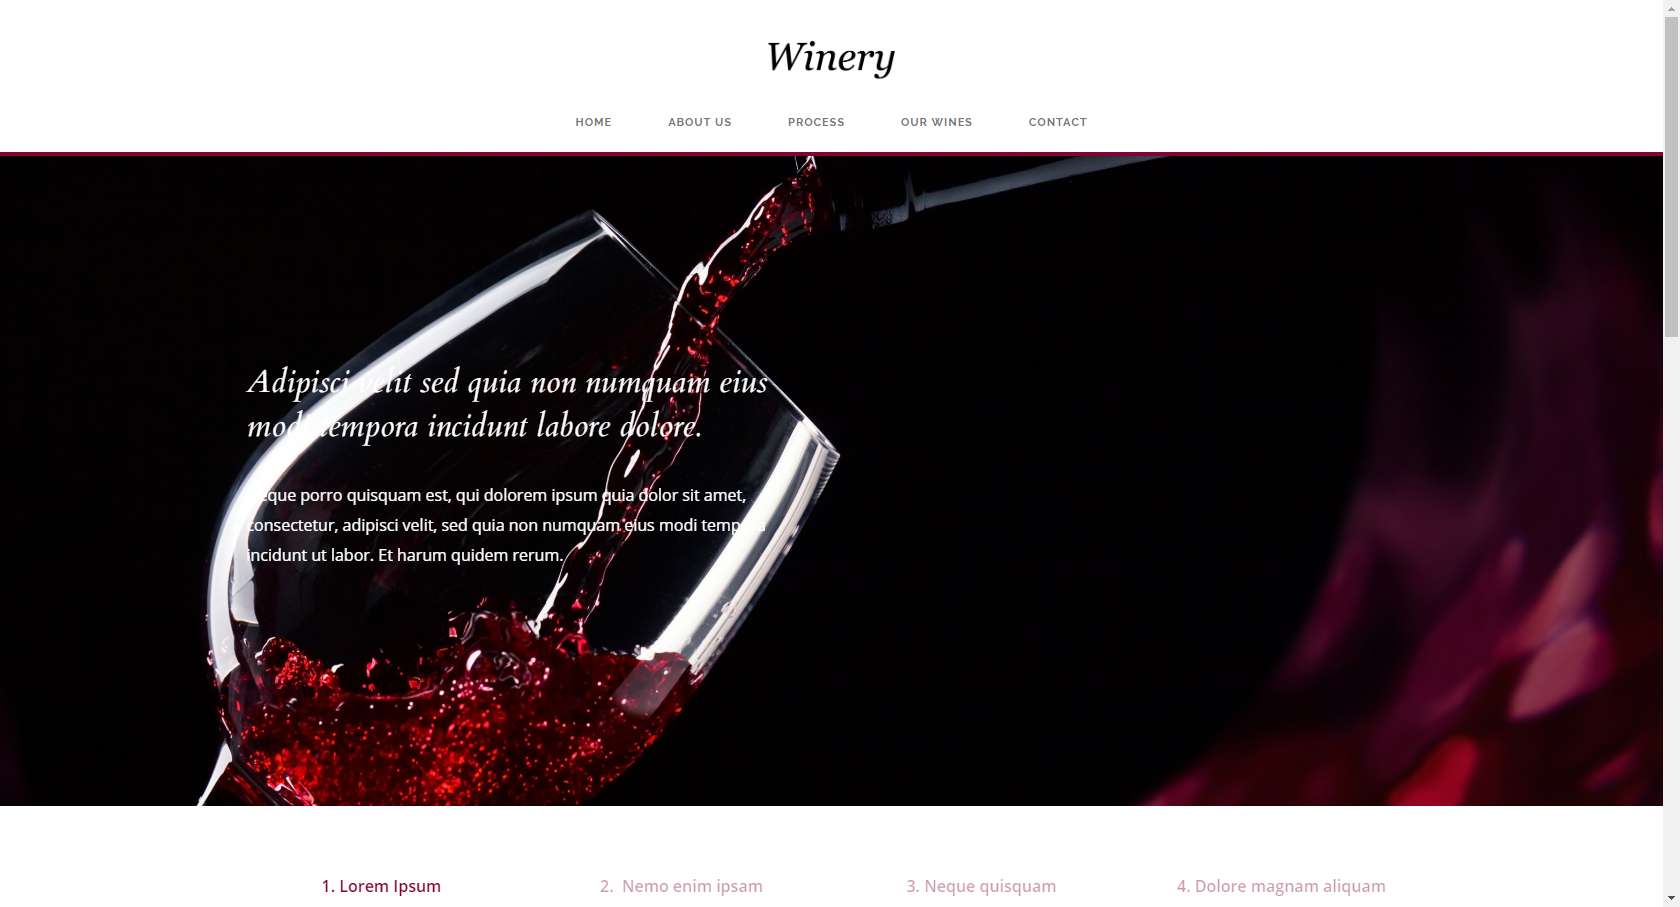 Winery
HOME ABOUT US PROCESS OUR WINES CONTACT
Adipisci velit sed quia non numquam eius
modi tempora incidunt labore dolore.
Neque porro quisquam est, qui dolorem ipsum quia dolor sit amet,
consectetur, adipisci velit, sed quia non numquam eius modi tempora
incidunt ut labor. Et harum quidem rerum.
1. Lorem Ipsum
2. Nemo enim ipsam
3. Neque quisquam
4. Dolore magnam aliquam